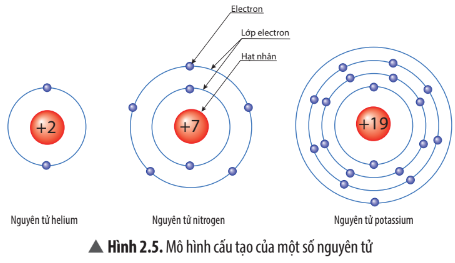 Electron
Lớp electron
Hạt nhân
+2
+7
+19
Nguyên tử helium
Nguyên tử nitrogen
Nguyên tử potassium
▲ Hình 2.5. Mô hình cấu tạo của một số nguyên tử